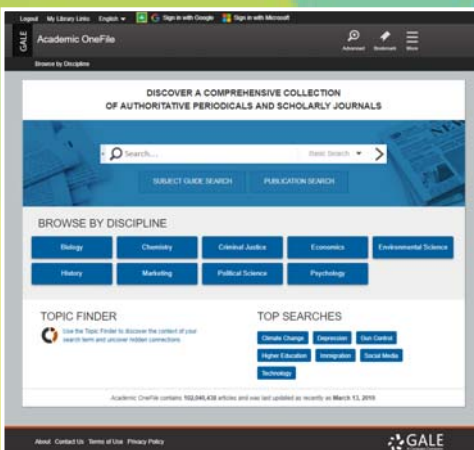 Logout My Library Links English Sign in with Google Sign in with Microsoft
GALE
Academic OneFile
Advanced Bookmark More
Browse by Discipline
DISCOVER A COMPREHENSIVE COLLECTION
OF AUTHORITATIVE PERIODICALS AND SCHOLARLY JOURNALS
Search... Basic Search
SUBJECT GUIDE SEARCH PUBLICATION SEARCH
BROWSE BY DISCIPLINE
Biology Chemistry Criminal Justice Economics Environmental Science
History Marketing Political Science Psychology
TOPIC FINDER
Use the Topic Finder to discover the context of your
search term and uncover hidden connections.
TOP SEARCHES
Climate Change Depression Gun Control
Higher Education Immigration Social Media
Technology
Academic OneFile contains articles and was last updated as recently as March 13, 2019
About Contact Us Terms of Use Privacy Policy
GALE